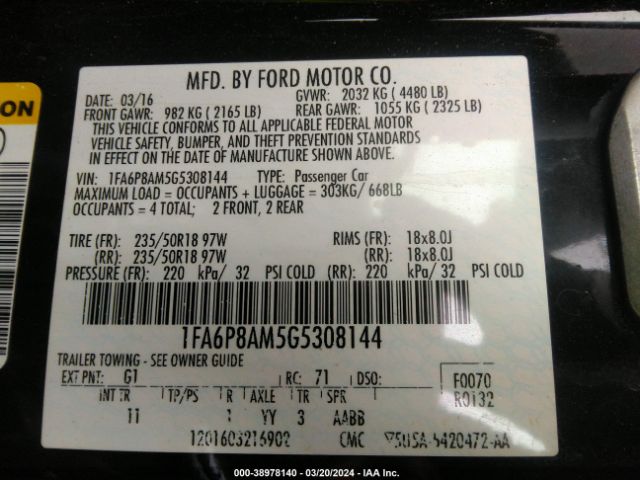 ON
MFD. BY FORD MOTOR CO.
DATE: 03/16 GVWR: 2032 KG ( 4480 LB)
FRONT GAWR: 982 KG ( 2165 LB) REAR GAWR: 1055 KG ( 2325 LB)
THIS VEHICLE CONFORMS TO ALL APPLICABLE FEDERAL MOTOR
VEHICLE SAFETY, BUMPER, AND THEFT PREVENTION STANDARDS
IN EFFECT ON THE DATE OF MANUFACTURE SHOWN ABOVE.
VIN: 1FA6P8AM5G5308144 TYPE: Passenger Car
MAXIMUM LOAD = OCCUPANTS + LUGGAGE = 303KG/ 668LB
OCCUPANTS = 4 TOTAL; 2 FRONT, 2 REAR
TIRE (FR): 235/50R18 97W RIMS (FR): 18x8.0J
(RR): 235/50R18 97W (RR): 18x8.0J
PRESSURE (FR): 220 kPa/ 32 PSI COLD (RR): 220 kPa/ 32 PSI COLD
1FA6P8AM5G5308144
TRAILER TOWING - SEE OWNER GUIDE
EXT PNT: G1 RC: 71 DSO: F0070
INT TR TP/PS R AXLE TR SPR R0132
11 1 YY 3 AABB
1201603216902 CMC
000-38978140 - 03/20/2024 - IAA Inc.